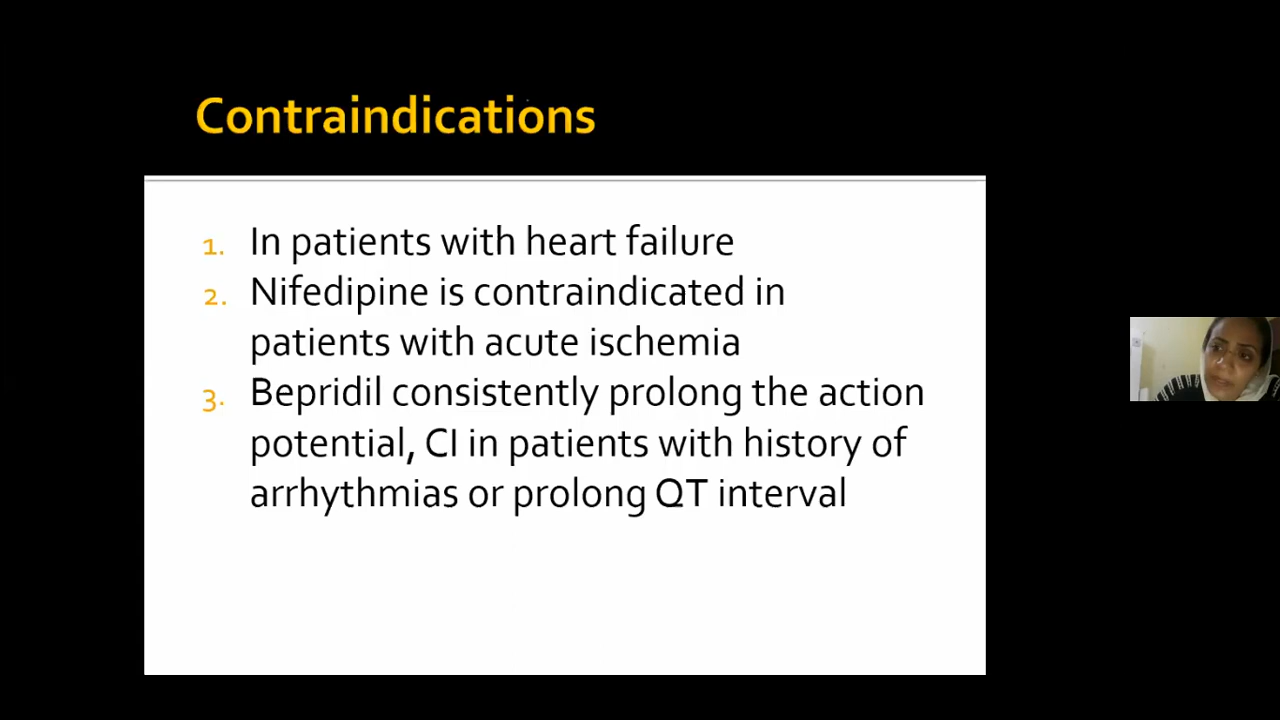 Contraindications
1. In patients with heart failure
2. Nifedipine is contraindicated in
patients with acute ischemia
3. Bepridil consistently prolong the action
potential, CI in patients with history of
arrhythmias or prolong QT interval